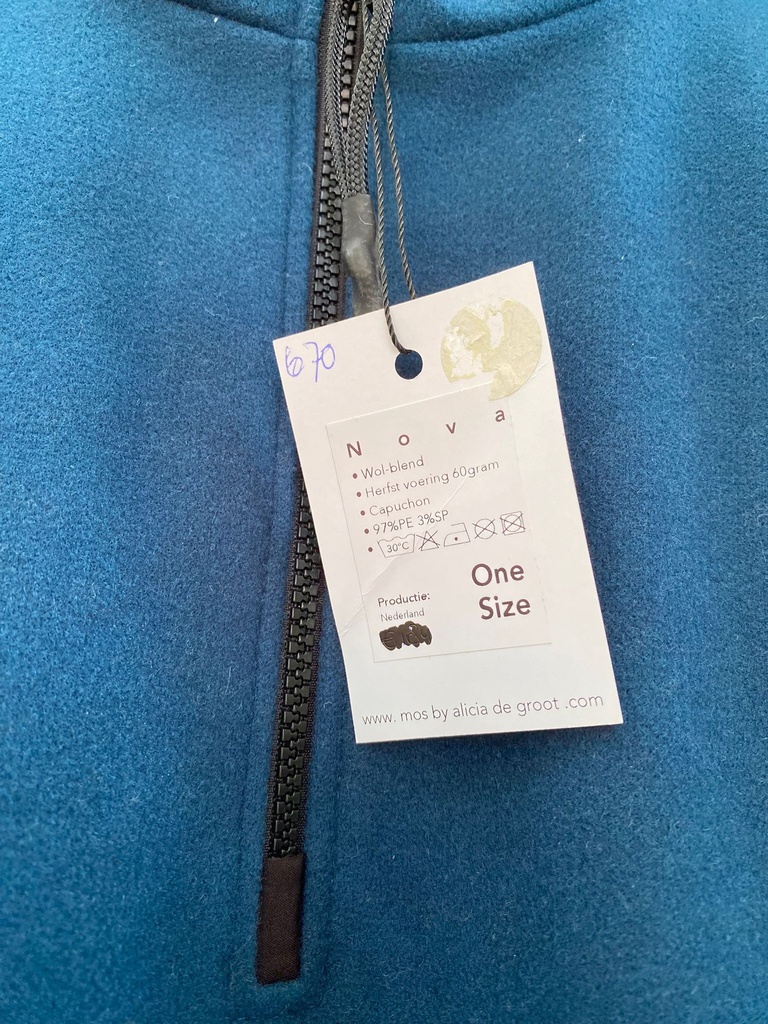 670
Nova
• Wol-blend
• Herfst voering 60gram
• Capuchon
• 97%PE 3%SP
• 30°C
One
Size
Productie:
Nederland
www. mos by alicia de groot .com